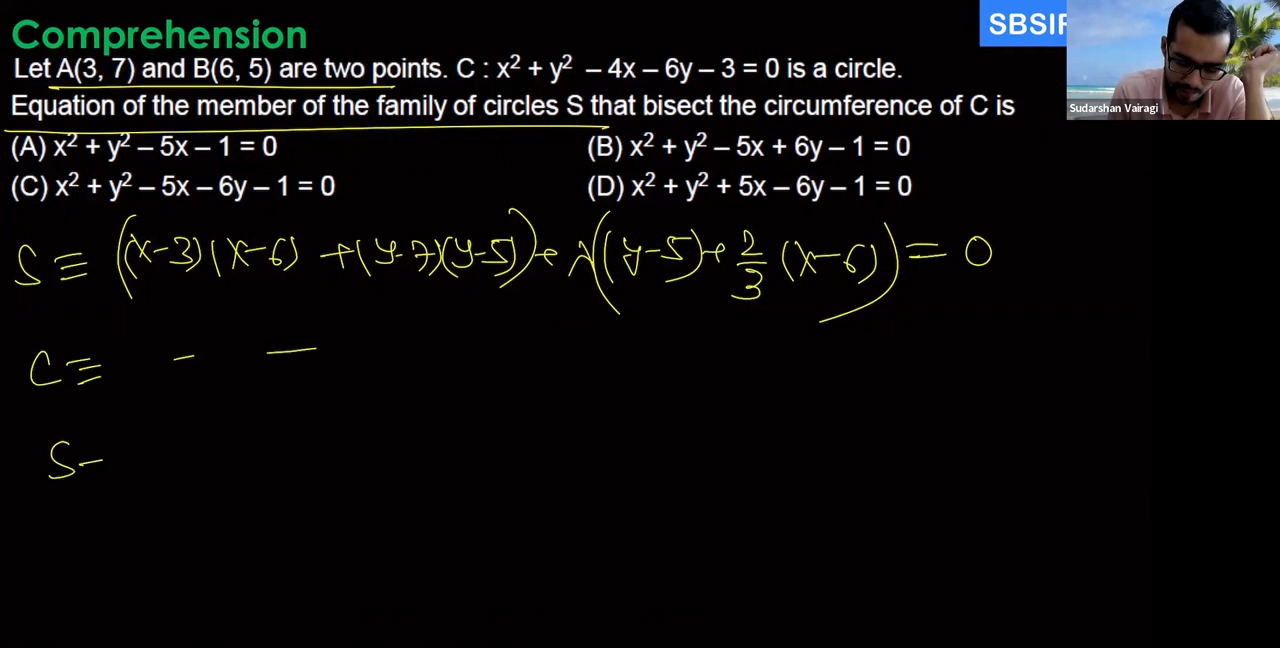 Comprehension
SBSIF
Let A(3, 7) and B(6, 5) are two points. C : x² + y² – 4x – 6y – 3 = 0 is a circle.
Sudarshan Vairagi
Equation of the member of the family of circles S that bisect the circumference of C is
(A) x² + y² – 5x – 1 = 0 (B) x² + y² – 5x + 6y – 1 = 0
(C) x² + y² – 5x – 6y – 1 = 0 (D) x² + y² + 5x – 6y – 1 = 0
S ≡ ((x–3)(x–6) + (y–7)(y–5)) + λ((y–5) + 2/3 (x–6)) = 0
C ≡ – —
S–